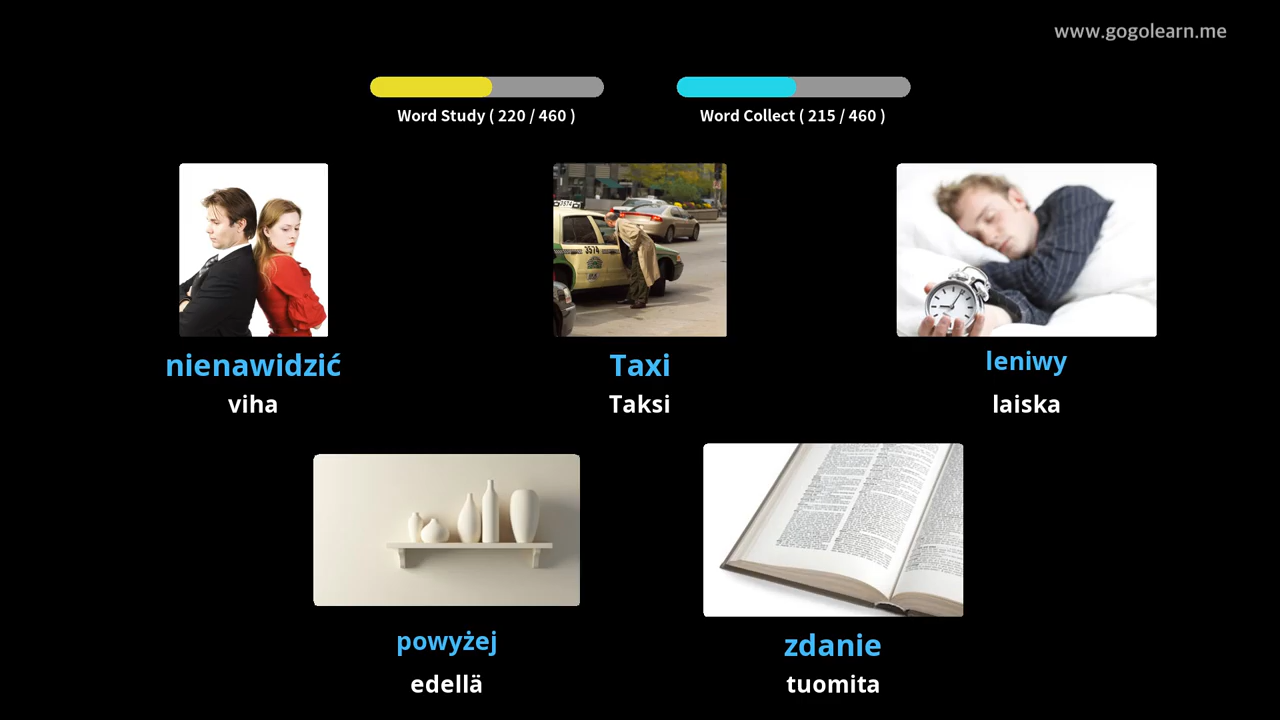 www.gogolearn.me
Word Study ( 220 / 460 )
Word Collect ( 215 / 460 )
3574
nienawidzić
Taxi
leniwy
viha
Taksi
laiska
powyżej
zdanie
edellä
tuomita